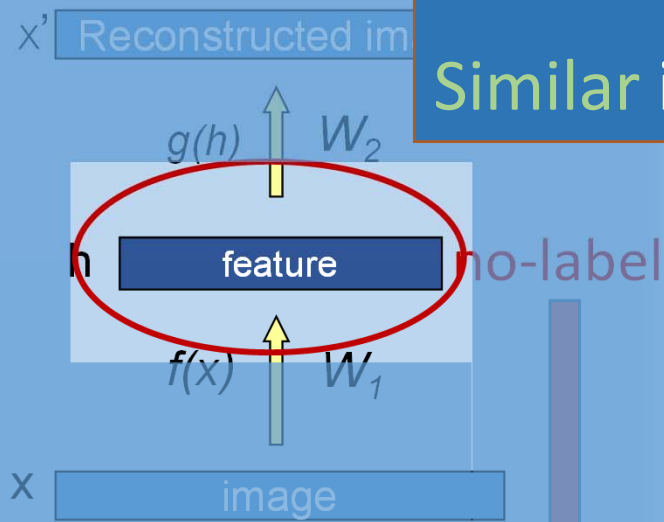 x' Reconstructed im
Similar i
g(h) W₂
h feature no-label
f(x) W₁
x image